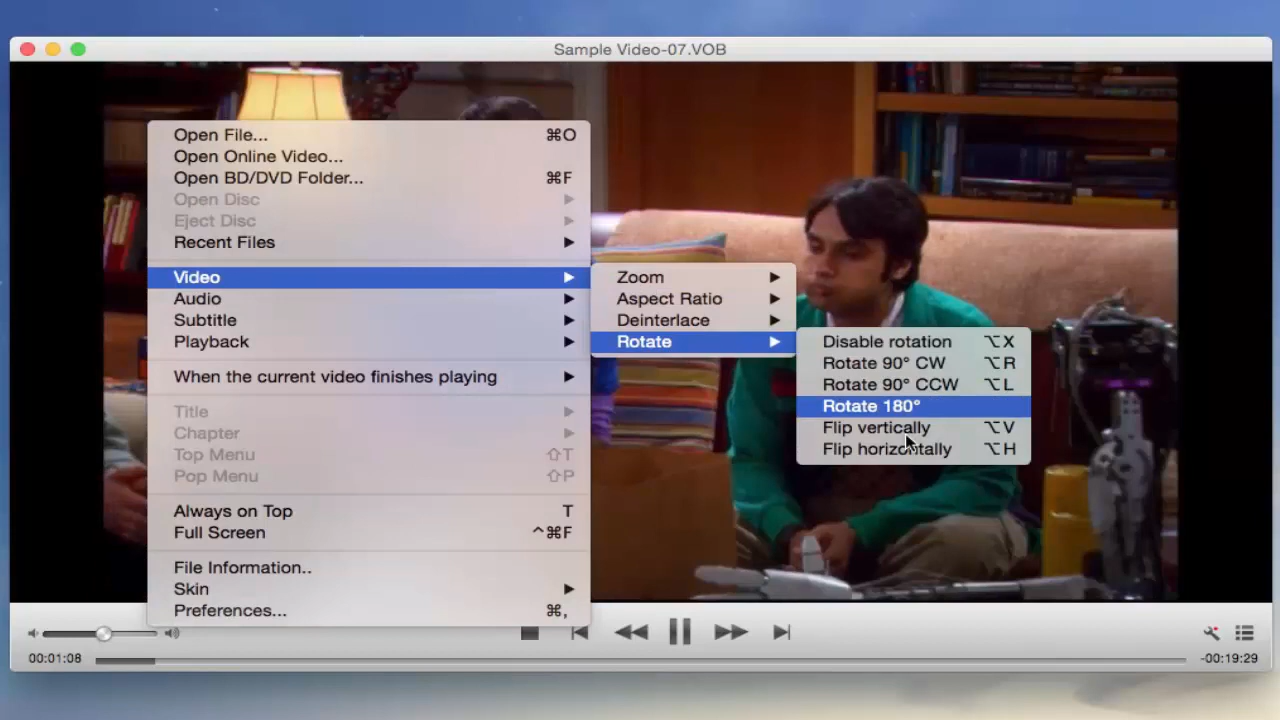 Sample Video-07.VOB
Open File... ⌘O
Open Online Video...
Open BD/DVD Folder... ⌘F
Open Disc ▶
Eject Disc ▶
Recent Files ▶
Video ▶
Audio ▶
Subtitle ▶
Playback ▶
When the current video finishes playing ▶
Title ▶
Chapter ▶
Top Menu ⇧T
Pop Menu ⇧P
Always on Top T
Full Screen ^⌘F
File Information..
Skin ▶
Preferences... ⌘,
Zoom ▶
Aspect Ratio ▶
Deinterlace ▶
Rotate ▶
Disable rotation ⌥X
Rotate 90° CW ⌥R
Rotate 90° CCW ⌥L
Rotate 180°
Flip vertically ⌥V
Flip horizontally ⌥H
00:01:08
-00:19:29